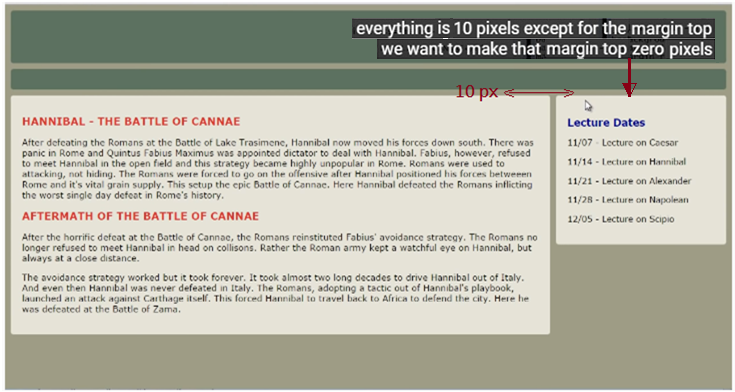 everything is 10 pixels except for the margin top
we want to make that margin top zero pixels
10 px
HANNIBAL - THE BATTLE OF CANNAE
After defeating the Romans at the Battle of Lake Trasimene, Hannibal now moved his forces down south. There was
panic in Rome and Quintus Fabius Maximus was appointed dictator to deal with Hannibal. Fabius, however, refused
to meet Hannibal in the open field and this strategy became highly unpopular in Rome. Romans were used to
attacking, not hiding. The Romans were forced to go on the offensive after Hannibal positioned his forces betweeen
Rome and it's vital grain supply. This setup the epic Battle of Cannae. Here Hannibal defeated the Romans inflicting
the worst single day defeat in Rome's history.
AFTERMATH OF THE BATTLE OF CANNAE
After the horrific defeat at the Battle of Cannae, the Romans reinstituted Fabius' avoidance strategy. The Romans no
longer refused to meet Hannibal in head on collisons. Rather the Roman army kept a watchful eye on Hannibal, but
always at a close distance.
The avoidance strategy worked but it took forever. It took almost two long decades to drive Hannibal out of Italy.
And even then Hannibal was never defeated in Italy. The Romans, adopting a tactic out of Hannibal's playbook,
launched an attack against Carthage itself. This forced Hannibal to travel back to Africa to defend the city. Here he
was defeated at the Battle of Zama.
Lecture Dates
11/07 - Lecture on Caesar
11/14 - Lecture on Hannibal
11/21 - Lecture on Alexander
11/28 - Lecture on Napolean
12/05 - Lecture on Scipio